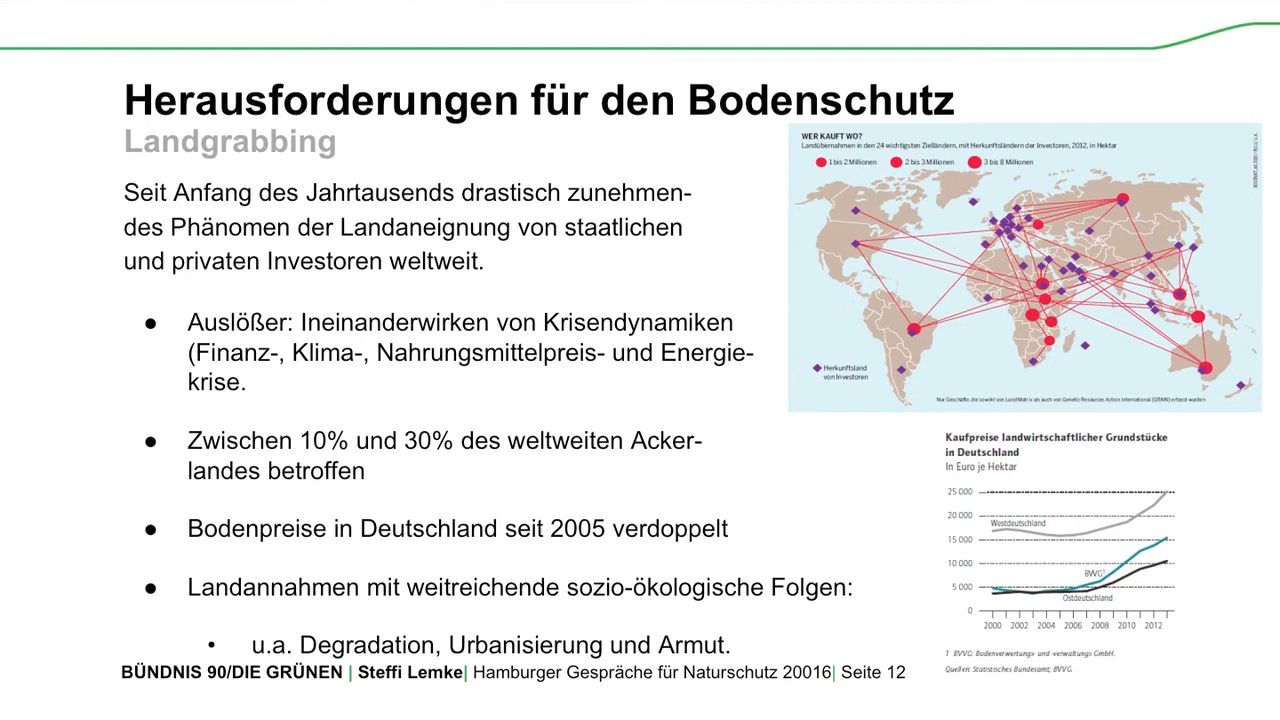 Herausforderungen für den Bodenschutz
Landgrabbing
Seit Anfang des Jahrtausends drastisch zunehmen-
des Phänomen der Landaneignung von staatlichen
und privaten Investoren weltweit.
● Auslößer: Ineinanderwirken von Krisendynamiken
(Finanz-, Klima-, Nahrungsmittelpreis- und Energie-
krise.
● Zwischen 10% und 30% des weltweiten Acker-
landes betroffen
● Bodenpreise in Deutschland seit 2005 verdoppelt
● Landannahmen mit weitreichende sozio-ökologische Folgen:
• u.a. Degradation, Urbanisierung und Armut.
WER KAUFT WO?
Landübernahmen in den 24 wichtigsten Zielländern, mit Herkunftsländern der Investoren, 2012, in Hektar
1 bis 2 Millionen 2 bis 3 Millionen 3 bis 8 Millionen
Herkunftsland
von Investoren
Nur Geschäfte, die sowohl von Land Matrix als auch von Genetic Resources Action International (GRAIN) erfasst wurden
Kaufpreise landwirtschaftlicher Grundstücke
in Deutschland
In Euro je Hektar
25 000
20 000
Westdeutschland
15 000
10 000
BVVG¹
5 000
Ostdeutschland
0
2000 2002 2004 2006 2008 2010 2012
1 BVVG: Bodenverwertungs- und -verwaltungs GmbH.
Quellen: Statistisches Bundesamt; BVVG.
BÜNDNIS 90/DIE GRÜNEN | Steffi Lemke| Hamburger Gespräche für Naturschutz 20016| Seite 12